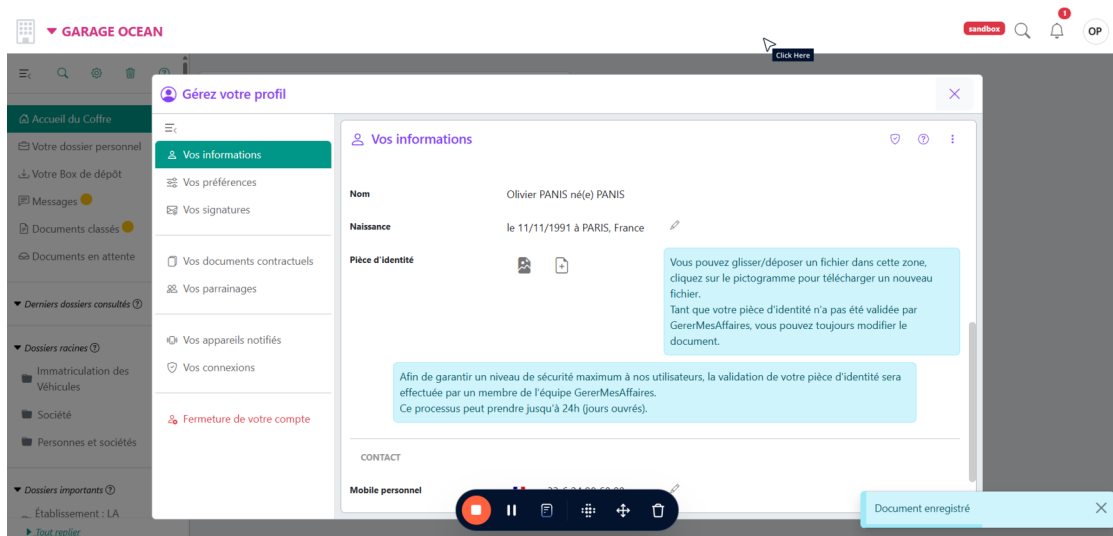 GARAGE OCEAN
Click Here
sandbox
1
OP
Gérez votre profil
Accueil du Coffre
Votre dossier personnel
Votre Box de dépôt
Messages
Documents classés
Documents en attente
Derniers dossiers consultés
Dossiers racines
Immatriculation des
Véhicules
Société
Personnes et sociétés
Dossiers importants
Établissement : LA
Tout replier
Vos informations
Vos préférences
Vos signatures
Vos documents contractuels
Vos parrainages
Vos appareils notifiés
Vos connexions
Fermeture de votre compte
Vos informations
Nom
Olivier PANIS né(e) PANIS
Naissance
le 11/11/1991 à PARIS, France
Pièce d'identité
Vous pouvez glisser/déposer un fichier dans cette zone,
cliquez sur le pictogramme pour télécharger un nouveau
fichier.
Tant que votre pièce d'identité n'a pas été validée par
GererMesAffaires, vous pouvez toujours modifier le
document.
Afin de garantir un niveau de sécurité maximum à nos utilisateurs, la validation de votre pièce d'identité sera
effectuée par un membre de l'équipe GererMesAffaires.
Ce processus peut prendre jusqu'à 24h (jours ouvrés).
CONTACT
Mobile personnel
Document enregistré